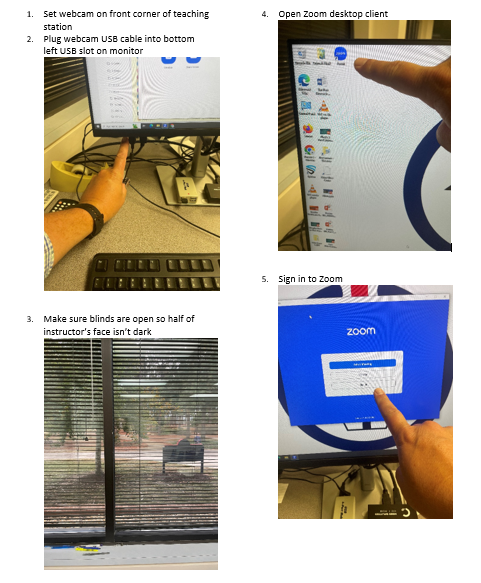 1. Set webcam on front corner of teaching
station
2. Plug webcam USB cable into bottom
left USB slot on monitor
3. Make sure blinds are open so half of
instructor's face isn't dark
4. Open Zoom desktop client
5. Sign in to Zoom
zoom